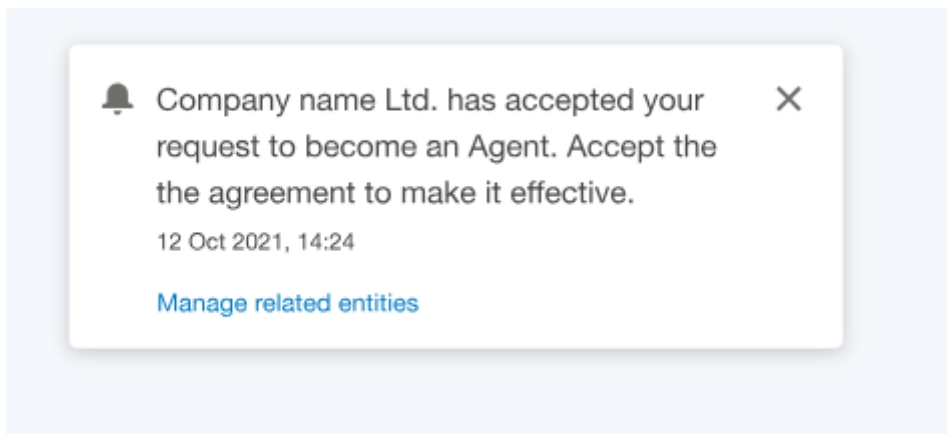 Company name Ltd. has accepted your
request to become an Agent. Accept the
the agreement to make it effective.
12 Oct 2021, 14:24
Manage related entities